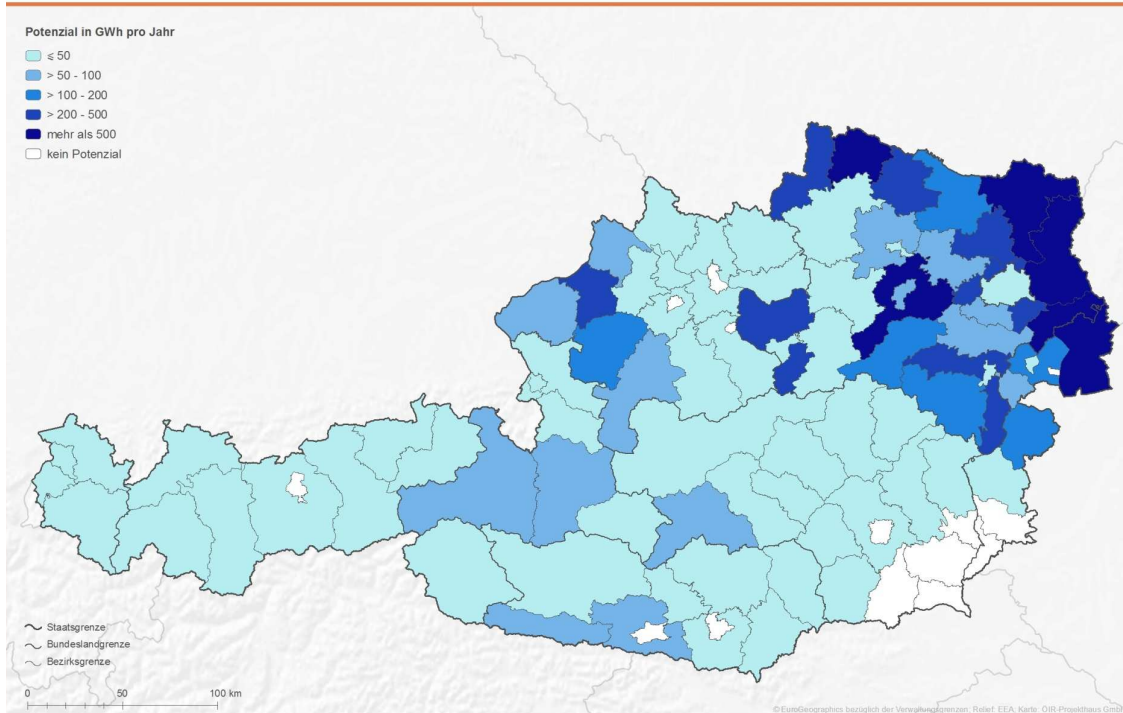 Potenzial in GWh pro Jahr
≤ 50
> 50 - 100
> 100 - 200
> 200 - 500
mehr als 500
kein Potenzial
Staatsgrenze
Bundeslandgrenze
Bezirksgrenze
0 50 100 km
© EuroGeographics bezüglich der Verwaltungsgrenzen; Relief: EEA; Karte: ÖIR-Projekthaus GmbH